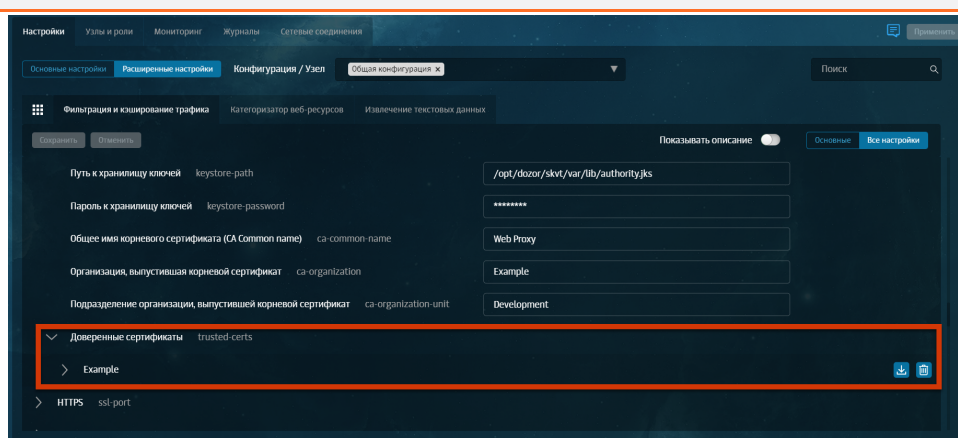 Настройки Узлы и роли Мониторинг Журналы Сетевые соединения Применить
Основные настройки Расширенные настройки Конфигурация / Узел Общая конфигурация × Поиск
Фильтрация и кэширование трафика Категоризатор веб-ресурсов Извлечение текстовых данных
Сохранить Отменить Показывать описание Основные Все настройки
Путь к хранилищу ключей keystore-path /opt/dozor/skvt/var/lib/authority.jks
Пароль к хранилищу ключей keystore-password ********
Общее имя корневого сертификата (CA Common name) ca-common-name Web Proxy
Организация, выпустившая корневой сертификат ca-organization Example
Подразделение организации, выпустившей корневой сертификат ca-organization-unit Development
Доверенные сертификаты trusted-certs
Example
HTTPS ssl-port